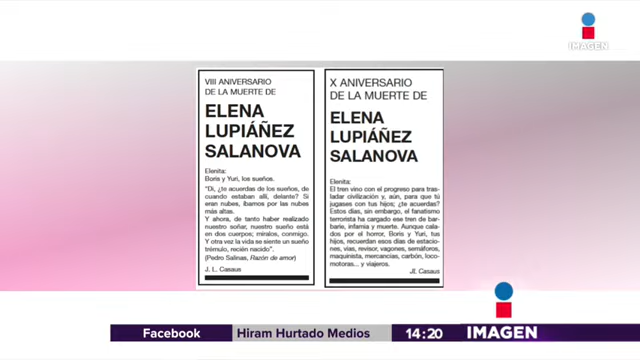 IMAGEN
VIII ANIVERSARIO
DE LA MUERTE DE
ELENA
LUPIÁÑEZ
SALANOVA
Elenita:
Boris y Yuri, los sueños.
"Di, ¿te acuerdas de los sueños, de
cuando estaban allí, delante? Si
eran nubes, íbamos por las nubes
más altas.
Y ahora, de tanto haber realizado
nuestro soñar, nuestro sueño está
en dos cuerpos; míralos, conmigo.
Y otra vez la vida se siente un sueño
trémulo, recién nacido".
(Pedro Salinas, Razón de amor)
J. L. Casaus
X ANIVERSARIO
DE LA MUERTE DE
ELENA
LUPIÁÑEZ
SALANOVA
Elenita:
El tren vino con el progreso para tras-
ladar civilización y, aún, para que tú
jugases con tus hijos; ¿te acuerdas?
Estos días, sin embargo, el fanatismo
terrorista ha cargado ese tren de bar-
barie, infamia y muerte. Aunque cala-
dos por el horror, Boris y Yuri, tus
hijos, recuerdan esos días de estacio-
nes, vías, revisor, vagones, semáforos,
maquinista, mercancías, carbón, loco-
motoras... y viajeros.
JL Casaus
Facebook
Hiram Hurtado Medios
14:20
IMAGEN